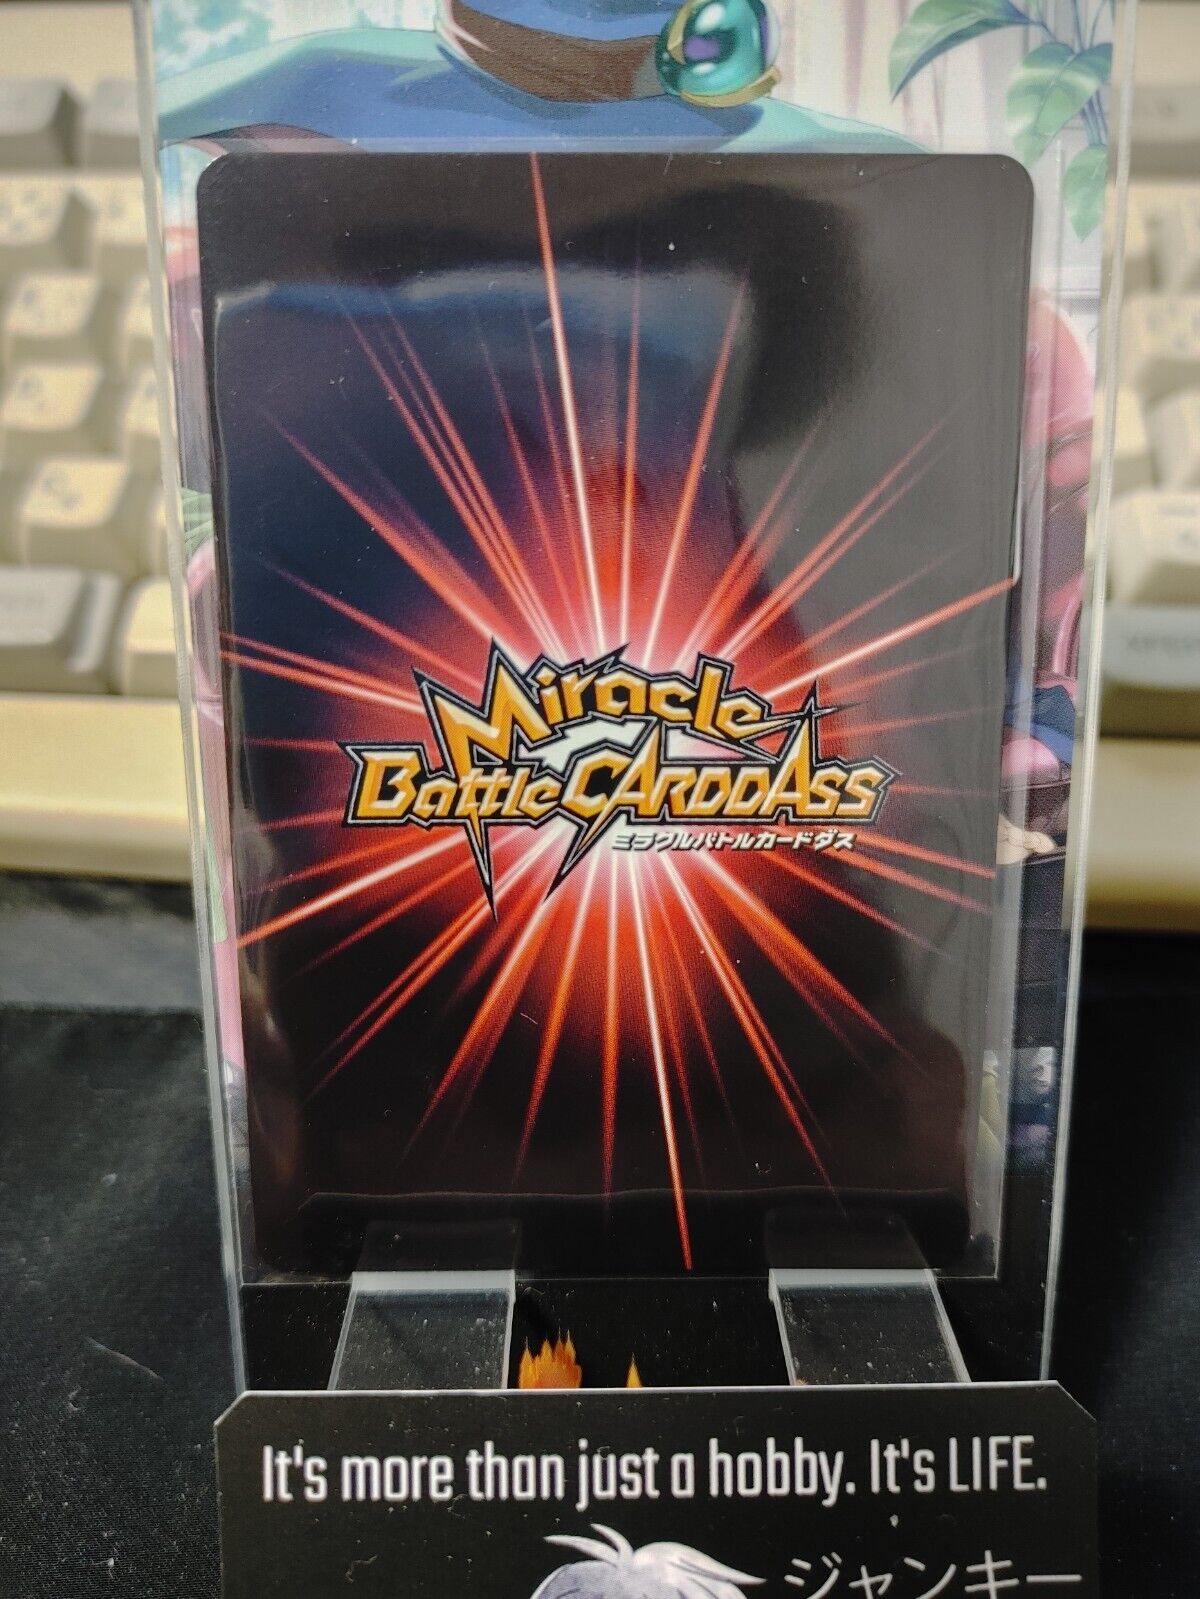 Miracle
Battle CARDDASS
ミラクルバトルカードダス
It's more than just a hobby. It's LIFE.
ジャンキー